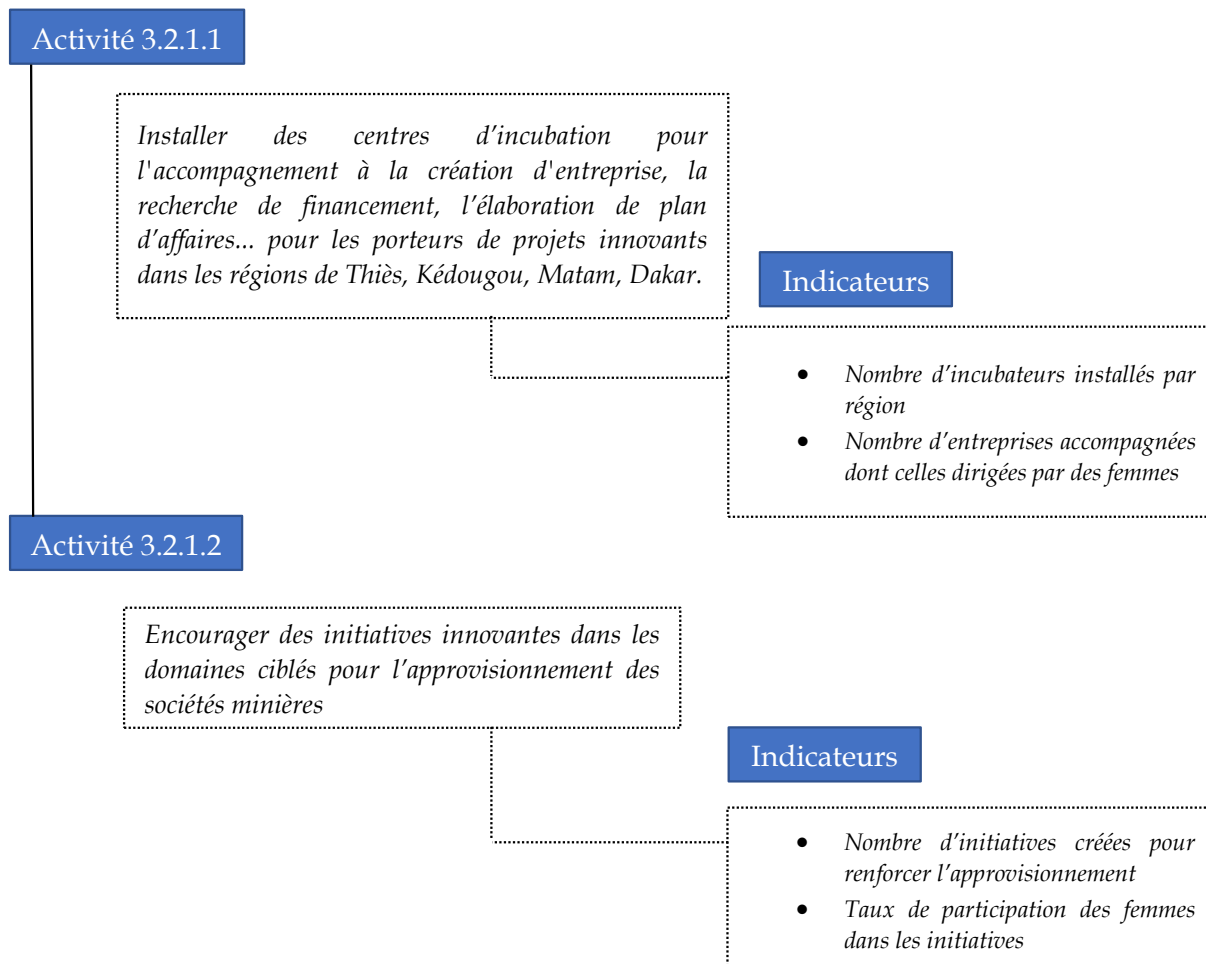 Activité 3.2.1.1
Installer des centres d’incubation pour
l'accompagnement à la création d'entreprise, la
recherche de financement, l’élaboration de plan
d’affaires... pour les porteurs de projets innovants
dans les régions de Thiès, Kédougou, Matam, Dakar.
Indicateurs
• Nombre d’incubateurs installés par
région
• Nombre d’entreprises accompagnées
dont celles dirigées par des femmes
Activité 3.2.1.2
Encourager des initiatives innovantes dans les
domaines ciblés pour l’approvisionnement des
sociétés minières
Indicateurs
• Nombre d’initiatives créées pour
renforcer l’approvisionnement
• Taux de participation des femmes
dans les initiatives